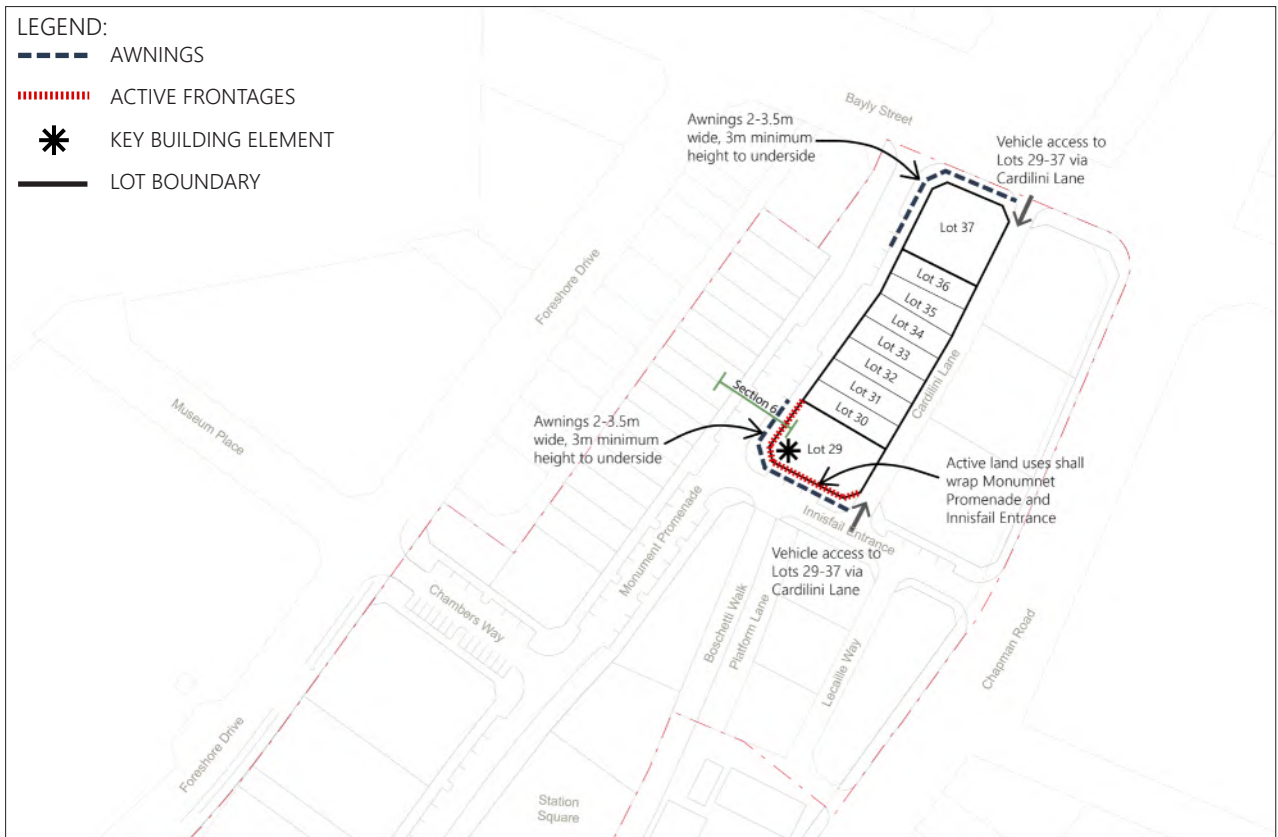 LEGEND:
AWNINGS
ACTIVE FRONTAGES
KEY BUILDING ELEMENT
LOT BOUNDARY
Bayly Street
Awnings 2-3.5m
wide, 3m minimum
height to underside
Vehicle access to
Lots 29-37 via
Cardilini Lane
Lot 37
Lot 36
Lot 35
Lot 34
Lot 33
Lot 32
Lot 31
Lot 30
Lot 29
Foreshore Drive
Section 6
Cardilini Lane
Museum Place
Awnings 2-3.5m
wide, 3m minimum
height to underside
Active land uses shall
wrap Monumnet
Promenade and
Innisfail Entrance
Monument Promenade
Innisfail Entrance
Vehicle access to
Lots 29-37 via
Cardilini Lane
Chambers Way
Boschetti Walk
Platform Lane
Lecaille Way
Chapman Road
Foreshore Drive
Station
Square